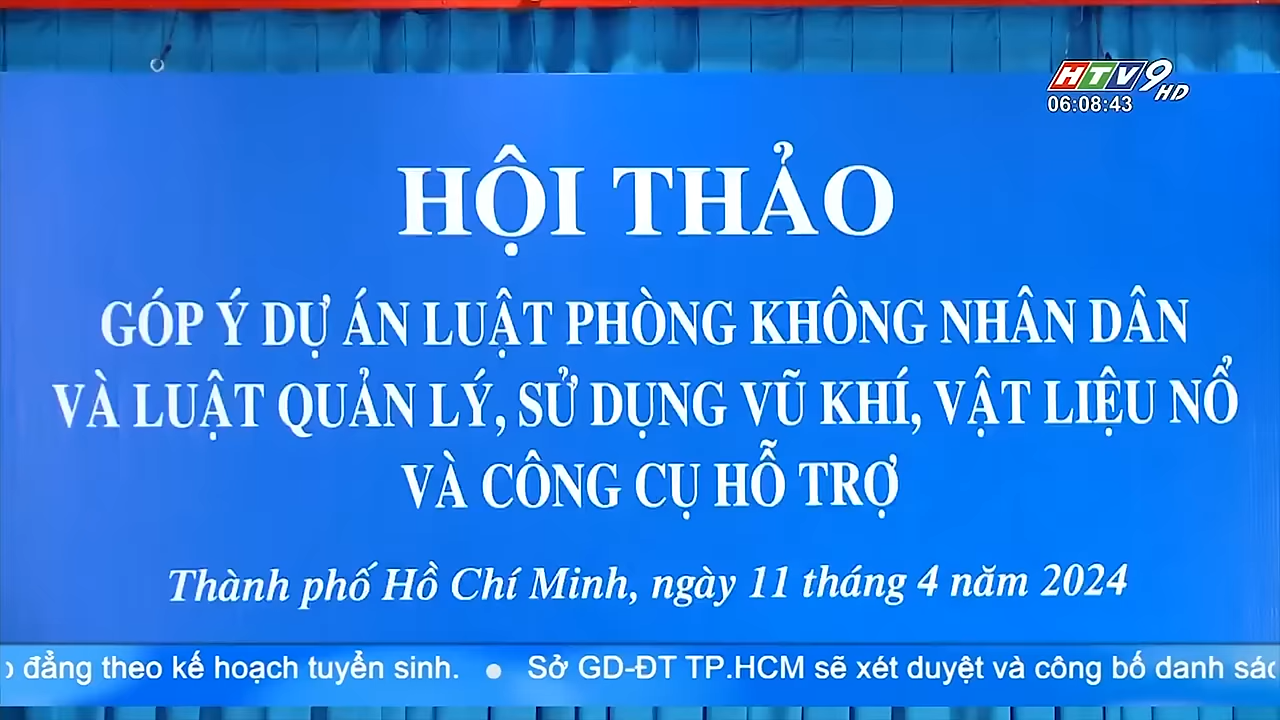 HTV9 HD
06:08:43
HỘI THẢO
GÓP Ý DỰ ÁN LUẬT PHÒNG KHÔNG NHÂN DÂN
VÀ LUẬT QUẢN LÝ, SỬ DỤNG VŨ KHÍ, VẬT LIỆU NỔ
VÀ CÔNG CỤ HỖ TRỢ
Thành phố Hồ Chí Minh, ngày 11 tháng 4 năm 2024
đẳng theo kế hoạch tuyển sinh. ● Sở GD-ĐT TP.HCM sẽ xét duyệt và công bố danh sác